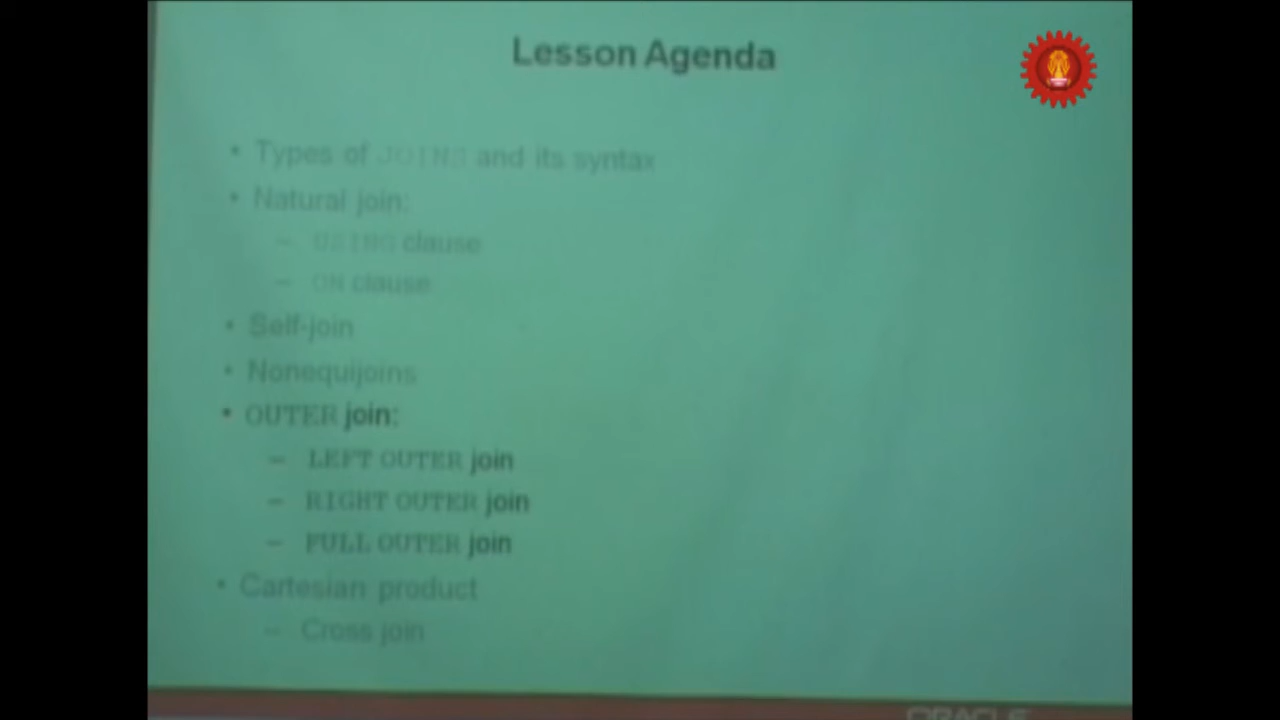 Lesson Agenda
• Types of JOINS and its syntax
• Natural join:
– USING clause
– ON clause
• Self-join
• Nonequijoins
• OUTER join:
– LEFT OUTER join
– RIGHT OUTER join
– FULL OUTER join
• Cartesian product
– Cross join
ORACLE